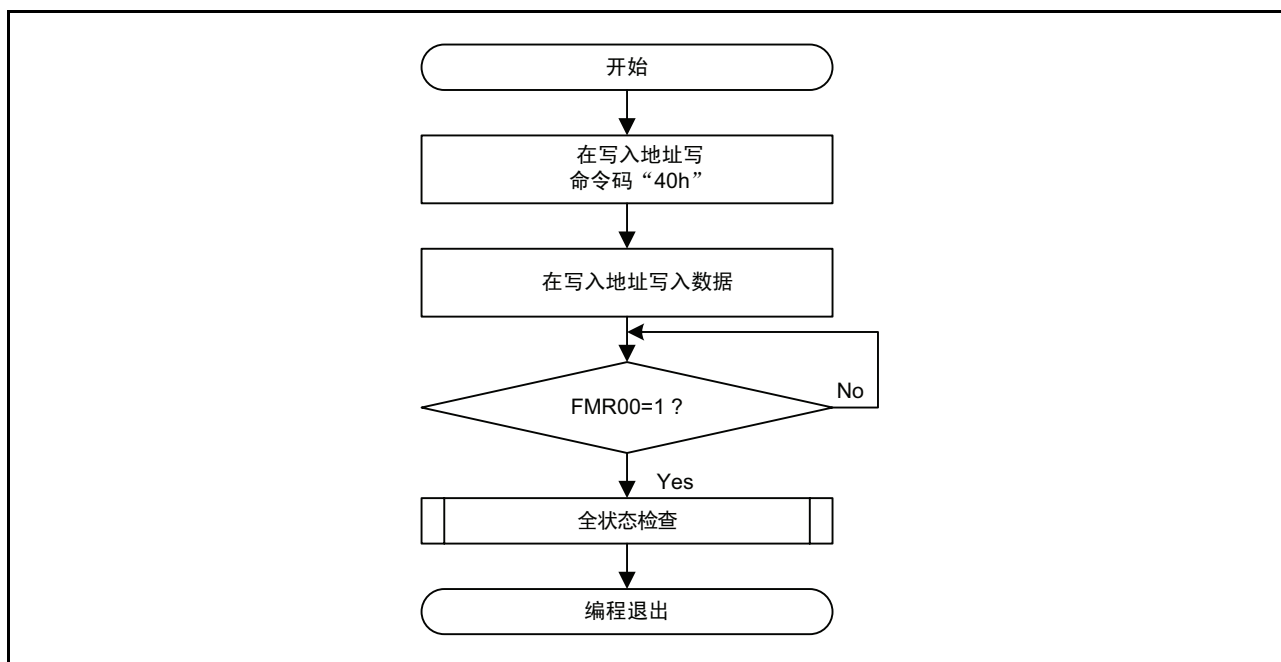 开始
在写入地址写
命令码“40h”
在写入地址写入数据
FMR00=1 ?
No
Yes
全状态检查
编程退出